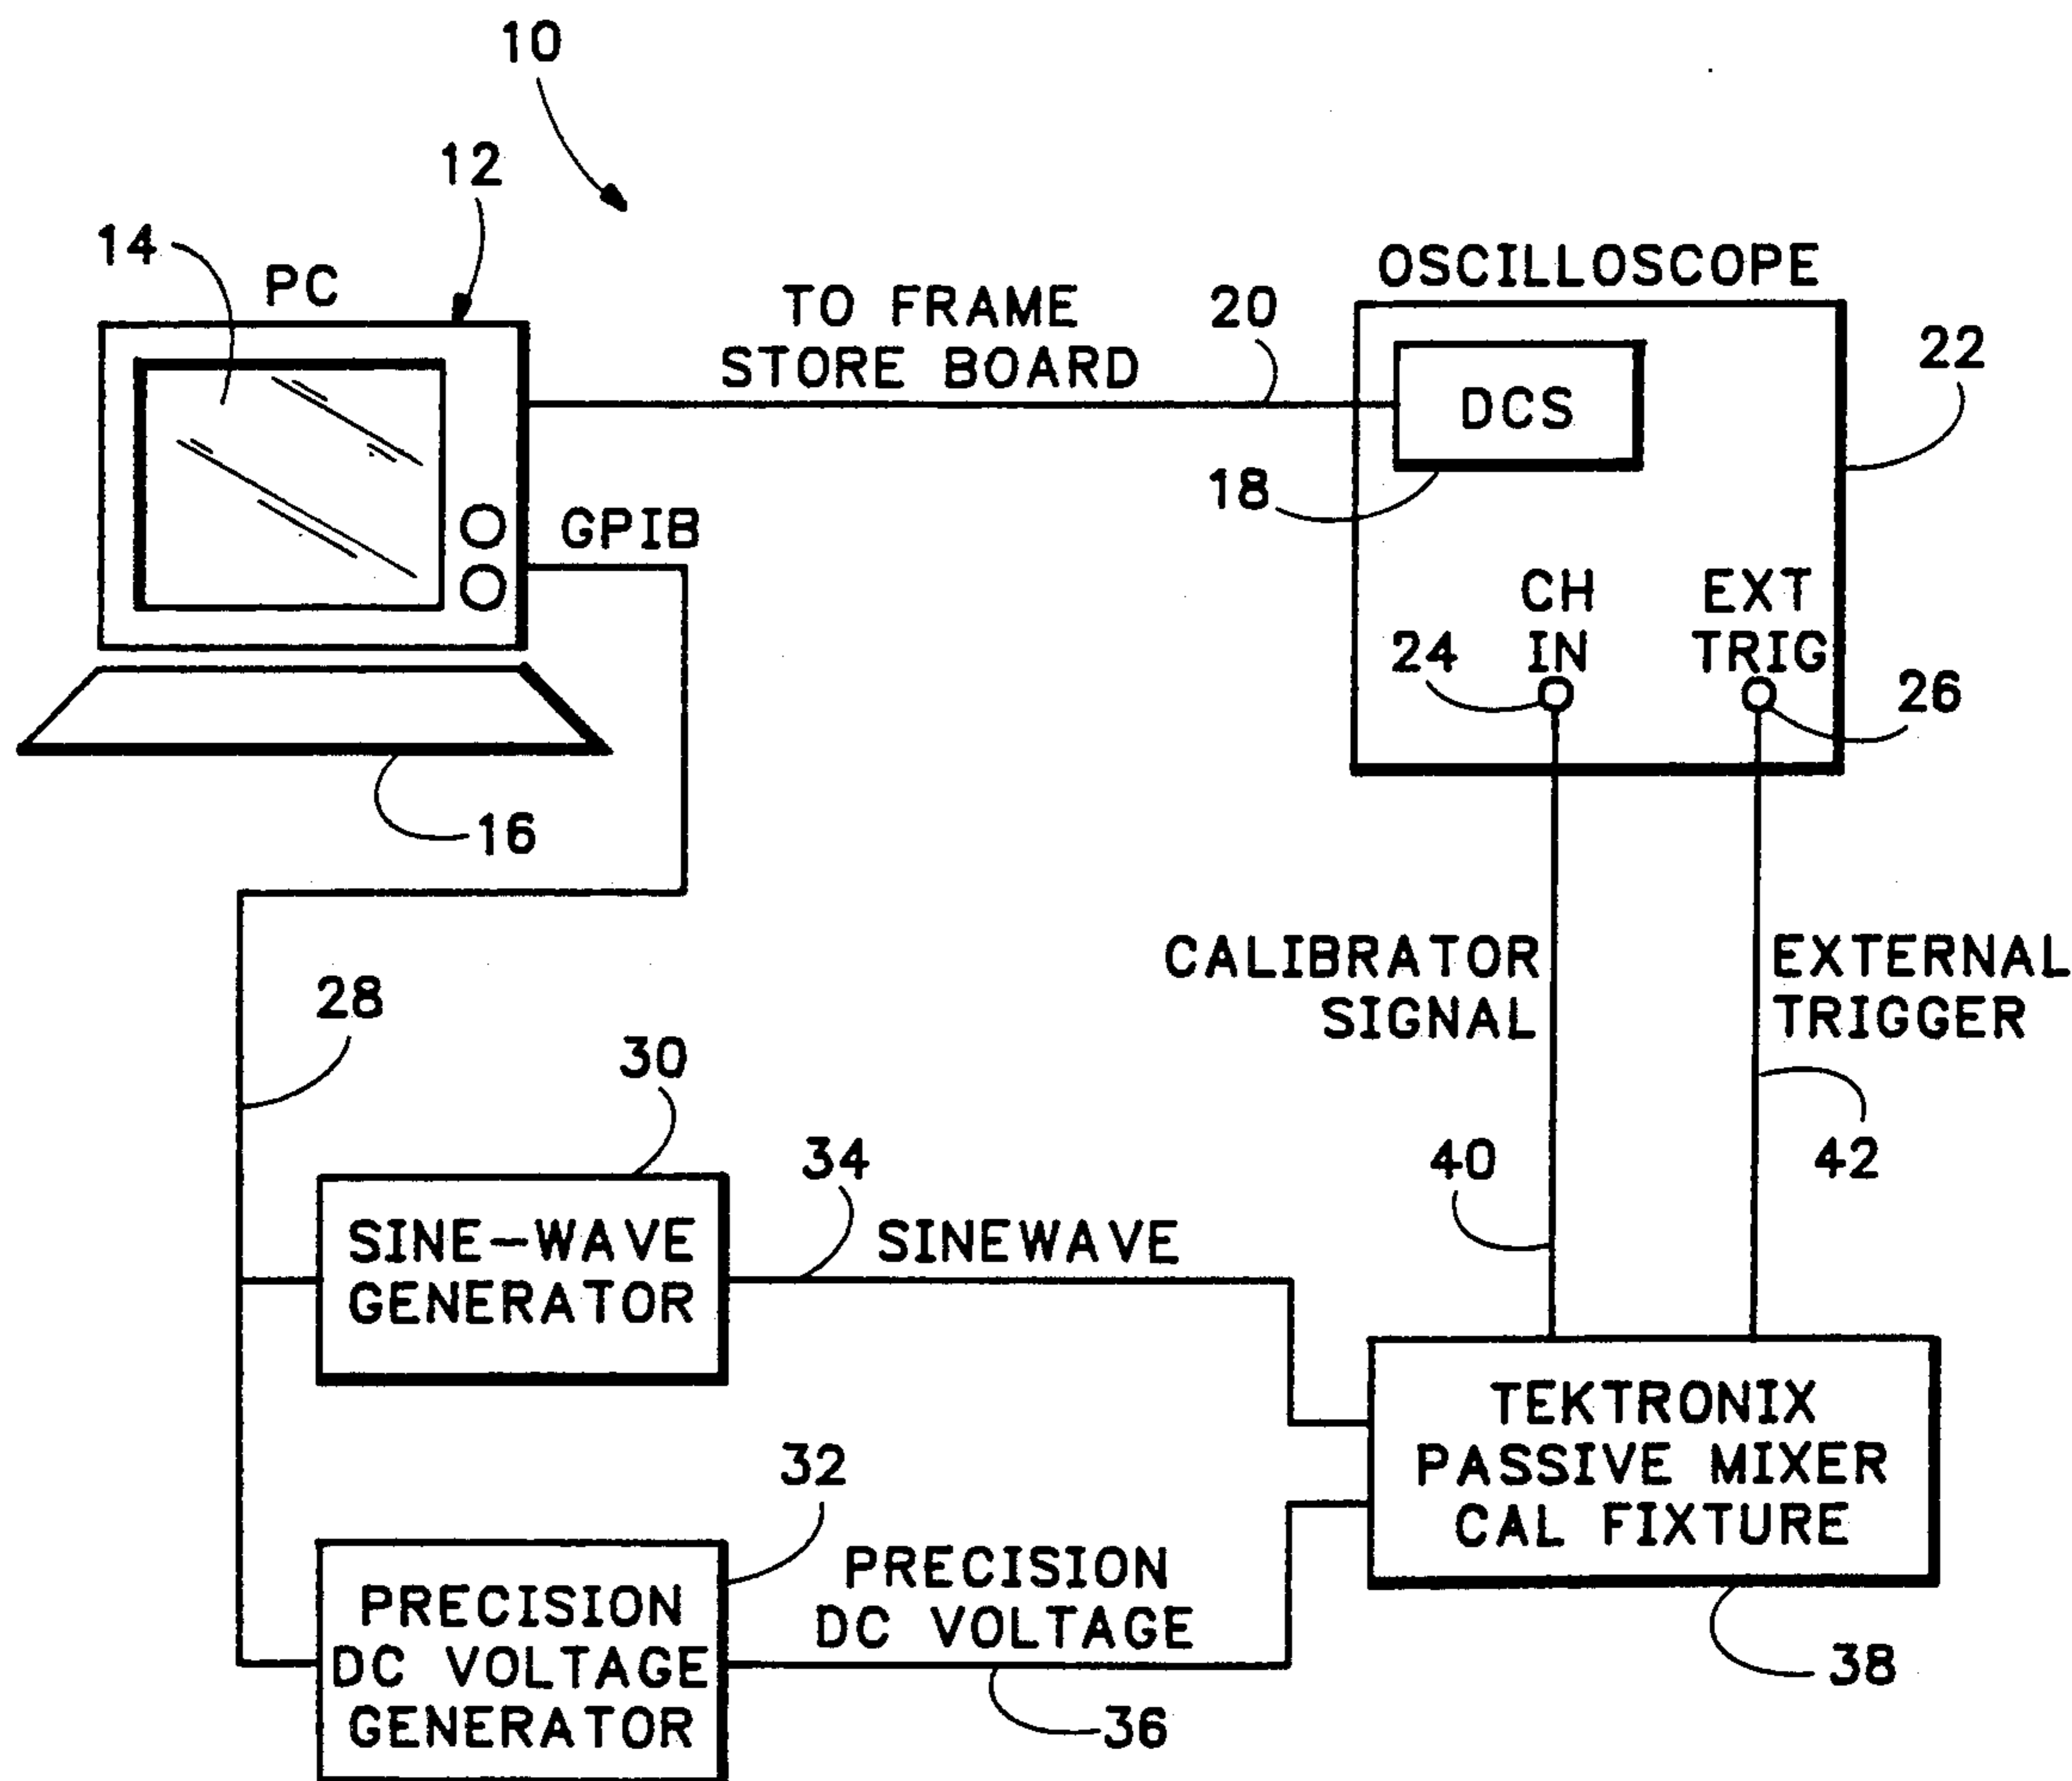 10
12
14
PC
OSCILLOSCOPE
TO FRAME
STORE BOARD
20
22
DCS
18
GPIB
CH
IN
EXT
TRIG
24
26
16
CALIBRATOR
SIGNAL
EXTERNAL
TRIGGER
28
30
34
40
42
SINE-WAVE
GENERATOR
SINEWAVE
TEKTRONIX
PASSIVE MIXER
CAL FIXTURE
32
PRECISION
DC VOLTAGE
PRECISION
DC VOLTAGE
GENERATOR
36
38